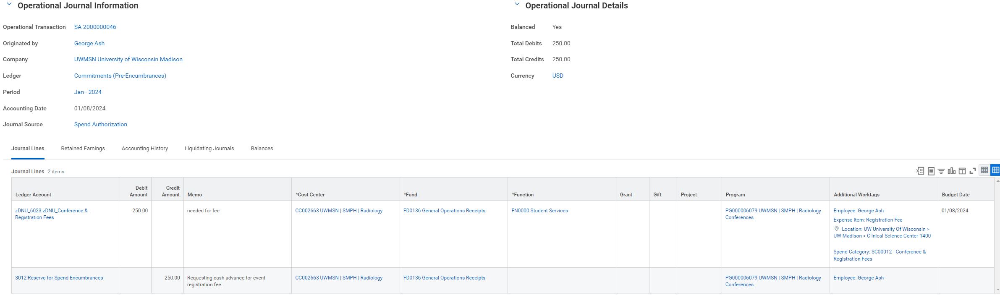 Operational Journal Information
Operational Transaction SA-2000000046
Originated by George Ash
Company UWMSN University of Wisconsin Madison
Ledger Commitments (Pre-Encumbrances)
Period Jan - 2024
Accounting Date 01/08/2024
Journal Source Spend Authorization
Operational Journal Details
Balanced Yes
Total Debits 250.00
Total Credits 250.00
Currency USD
Journal Lines Retained Earnings Accounting History Liquidating Journals Balances
Journal Lines 2 items
Ledger Account
Debit
Amount
Credit
Amount
Memo
*Cost Center
*Fund
*Function
Grant
Gift
Project
Program
Additional Worktags
Budget Date
zDNU_6023:zDNU_Conference &
Registration Fees
250.00
needed for fee
CC002663 UWMSN | SMPH | Radiology
FD0136 General Operations Receipts
FN0000 Student Services
PG000006079 UWMSN | SMPH | Radiology
Conferences
Employee: George Ash
Expense Item: Registration Fee
Location: UW University Of Wisconsin >
UW Madison > Clinical Science Center-1400
Spend Category: SC00012 - Conference &
Registration Fees
01/08/2024
3012:Reserve for Spend Encumbrances
250.00
Requesting cash advance for event
registration fee.
CC002663 UWMSN | SMPH | Radiology
FD0136 General Operations Receipts
PG000006079 UWMSN | SMPH | Radiology
Conferences
Employee: George Ash